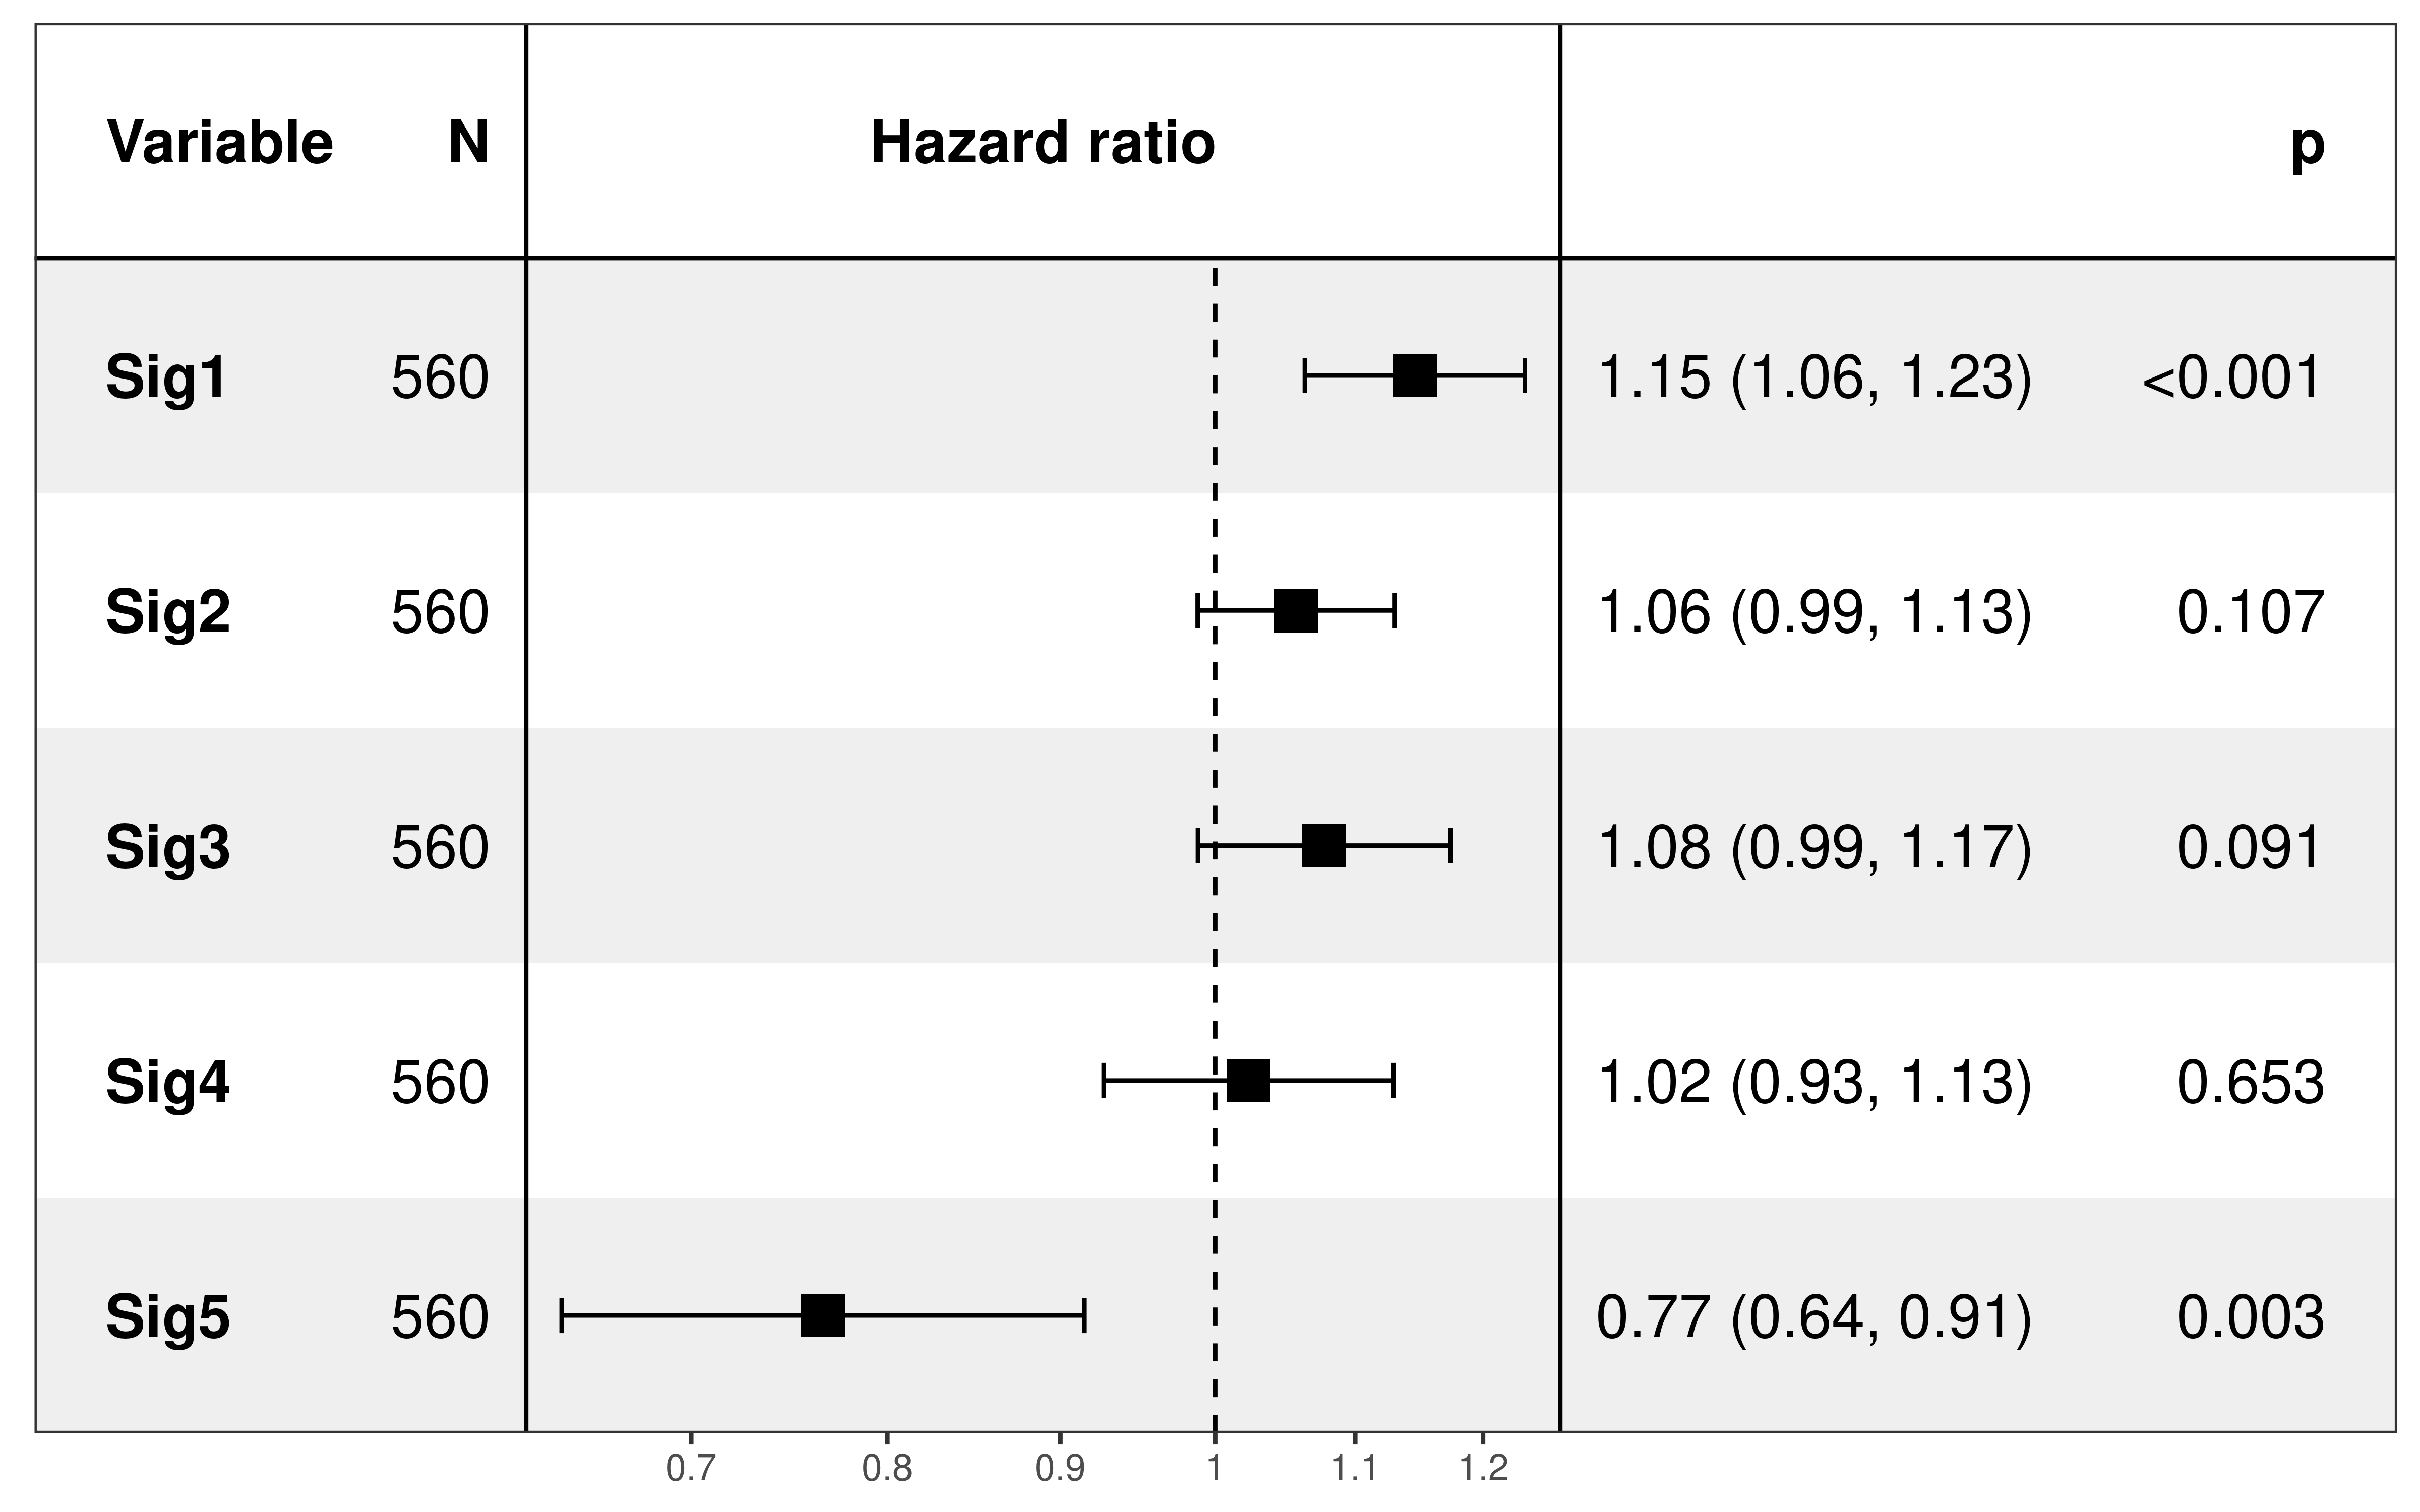 Variable N Hazard ratio p
Sig1 560 1.15 (1.06, 1.23) <0.001
Sig2 560 1.06 (0.99, 1.13) 0.107
Sig3 560 1.08 (0.99, 1.17) 0.091
Sig4 560 1.02 (0.93, 1.13) 0.653
Sig5 560 0.77 (0.64, 0.91) 0.003
0.7 0.8 0.9 1 1.1 1.2